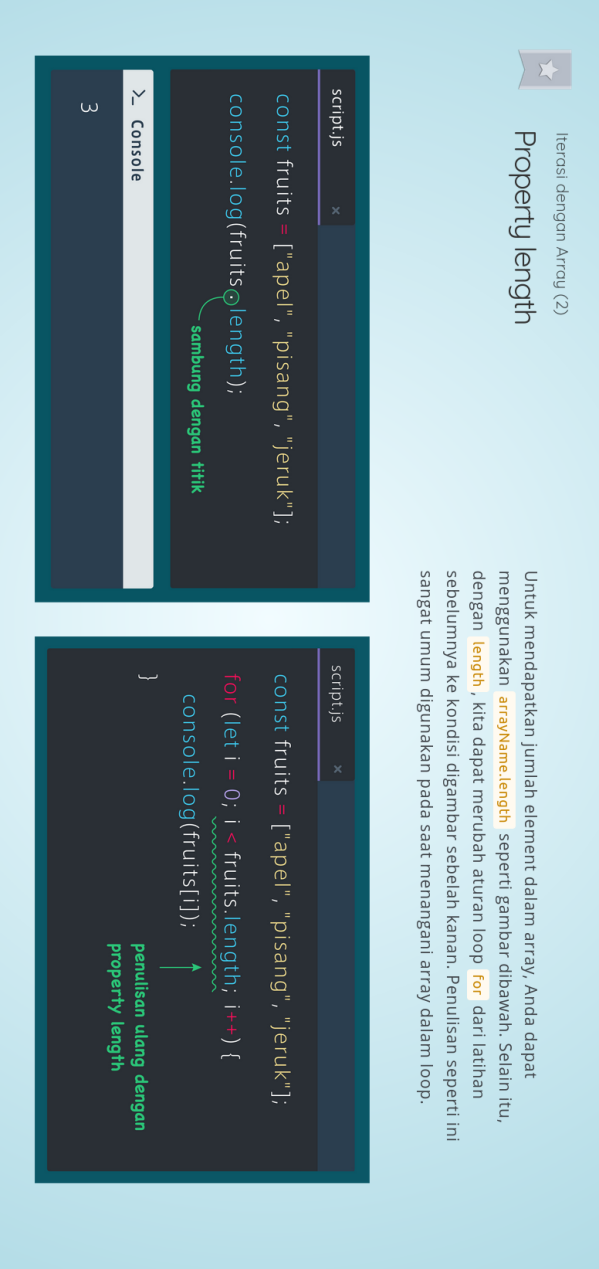 Iterasi dengan Array (2)
Property length
Untuk mendapatkan jumlah element dalam array, Anda dapat
menggunakan arrayName.length seperti gambar dibawah. Selain itu,
dengan length, kita dapat merubah aturan loop for dari latihan
sebelumnya ke kondisi digambar sebelah kanan. Penulisan seperti ini
sangat umum digunakan pada saat menangani array dalam loop.
script.js ×
const fruits = ["apel", "pisang", "jeruk"];
console.log(fruits.length);
sambung dengan titik
>_ Console
3
script.js ×
const fruits = ["apel", "pisang", "jeruk"];
for (let i = 0; i < fruits.length; i++) {
console.log(fruits[i]);
}
penulisan ulang dengan
property length